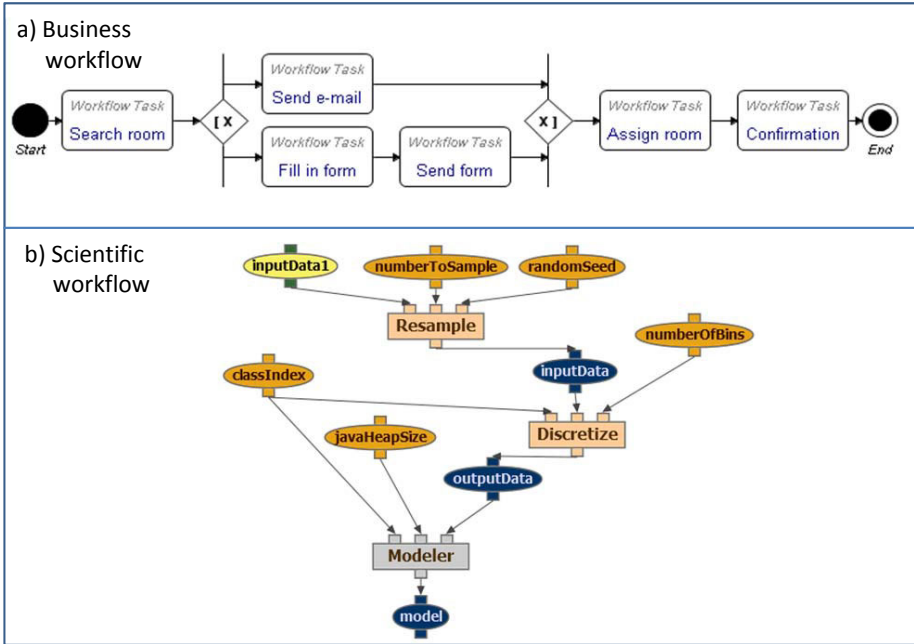 a) Business
workflow
Workflow Task
Send e-mail
Workflow Task
Search room
[ X
X ]
Workflow Task
Assign room
Workflow Task
Confirmation
Start
End
Workflow Task
Fill in form
Workflow Task
Send form
b) Scientific
workflow
inputData1
numberToSample
randomSeed
Resample
numberOfBins
classIndex
inputData
javaHeapSize
Discretize
outputData
Modeler
model